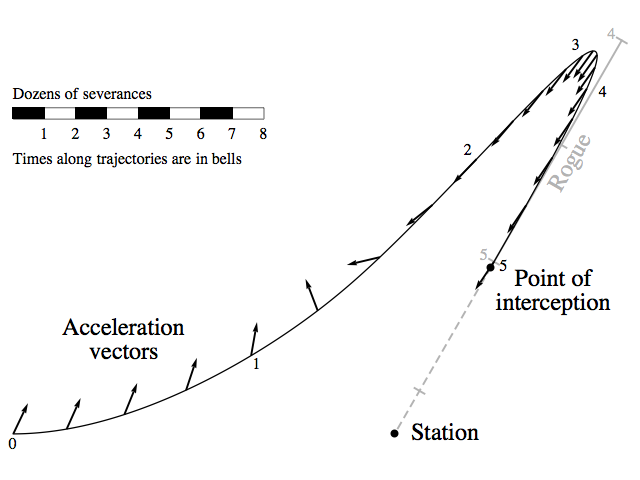 4
3
Dozens of severances
4
1 2 3 4 5 6 7 8
2
Times along trajectories are in bells
Rogue
5
5
Point of
interception
Acceleration
vectors
1
Station
0